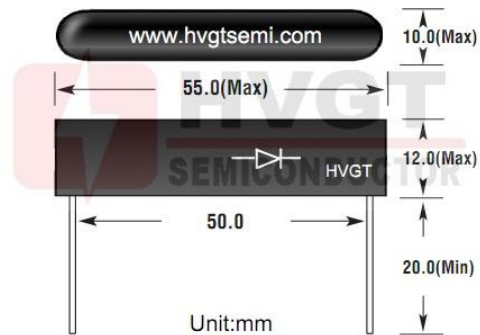 www.hvgtsemi.com
10.0(Max)
55.0(Max)
HVGT
SEMICONDUCTOR
HVGT
12.0(Max)
50.0
20.0(Min)
Unit:mm